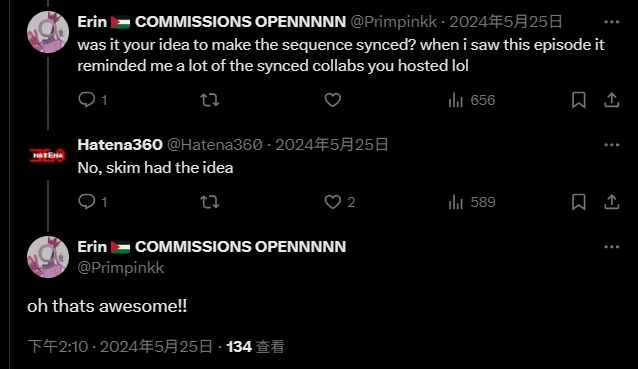 Erin 🇵🇸 COMMISSIONS OPENNNNN @Primpinkk · 2024年5月25日
was it your idea to make the sequence synced? when i saw this episode it
reminded me a lot of the synced collabs you hosted lol
1 656
HATENA 360
Hatena360 @Hatena360 · 2024年5月25日
No, skim had the idea
1 2 589
Erin 🇵🇸 COMMISSIONS OPENNNNN
@Primpinkk
oh thats awesome!!
下午2:10 · 2024年5月25日 · 134 查看